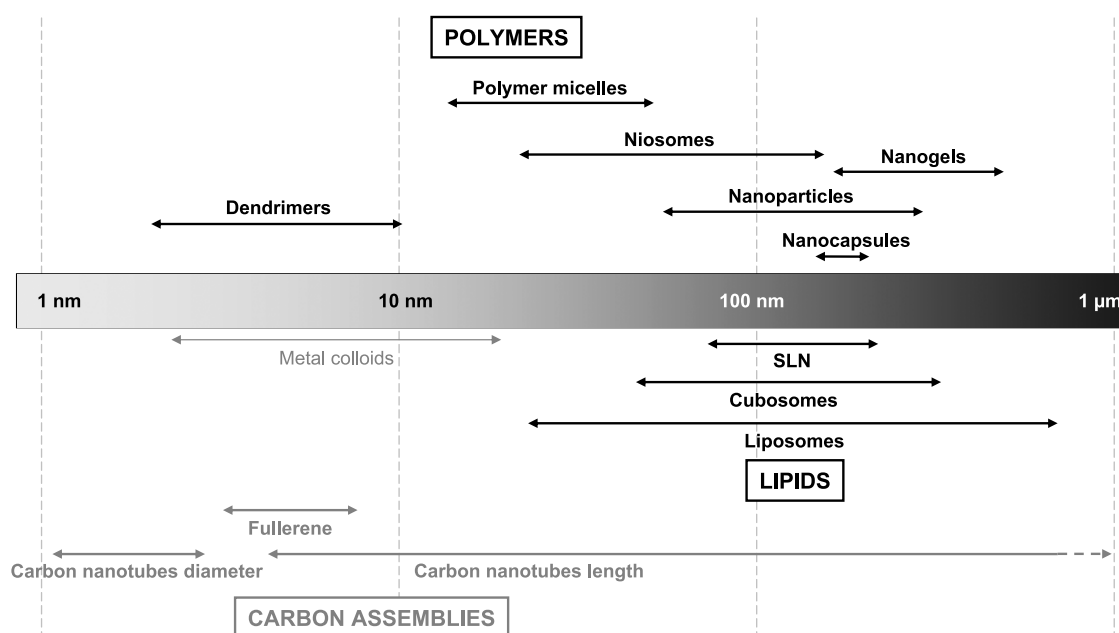 POLYMERS
Polymer micelles
Niosomes
Nanogels
Nanoparticles
Dendrimers
Nanocapsules
1 nm
10 nm
100 nm
1 µm
Metal colloids
SLN
Cubosomes
Liposomes
LIPIDS
Fullerene
Carbon nanotubes diameter
Carbon nanotubes length
CARBON ASSEMBLIES